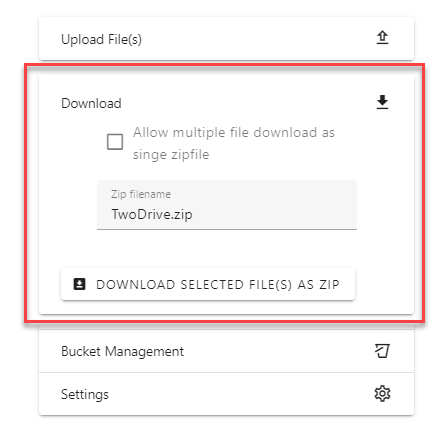 Upload File(s)
Download
Allow multiple file download as
singe zipfile
Zip filename
TwoDrive.zip
DOWNLOAD SELECTED FILE(S) AS ZIP
Bucket Management
Settings